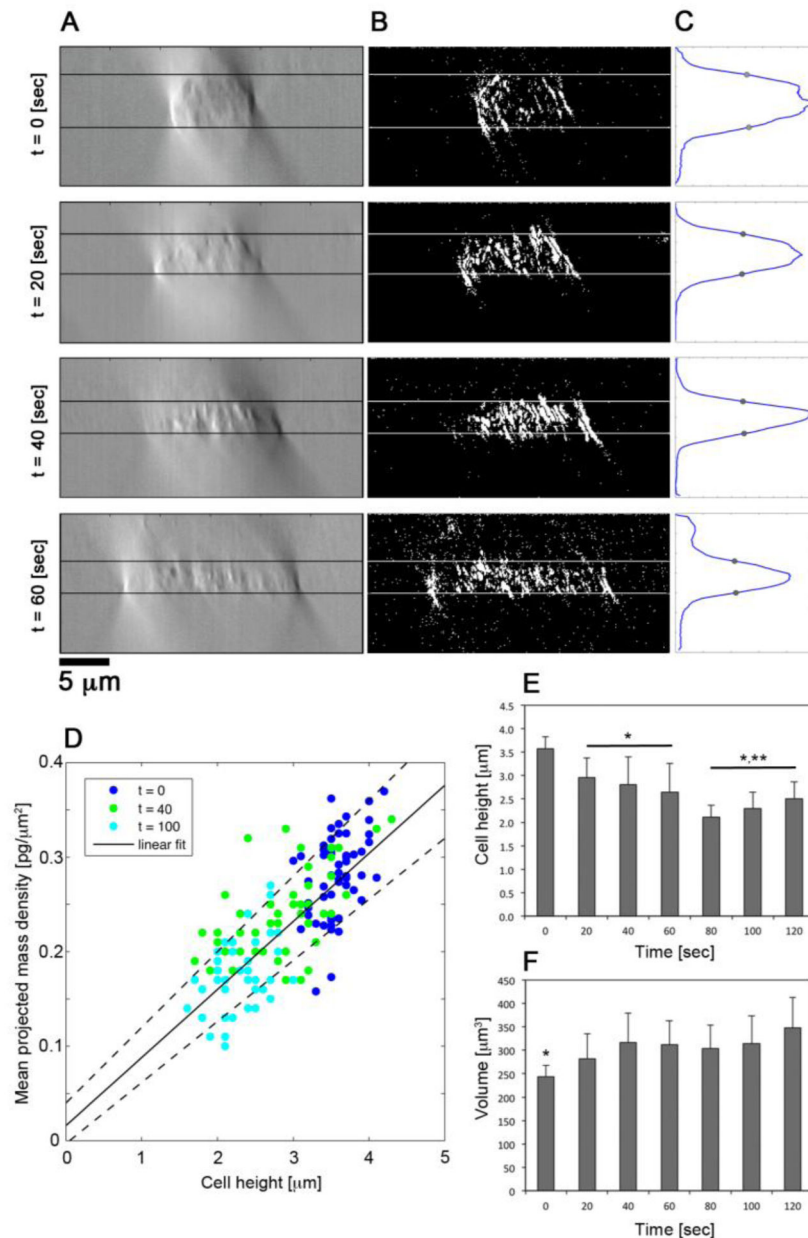 A B C
t = 0 [sec]
t = 20 [sec]
t = 40 [sec]
t = 60 [sec]
5 μm
D
0.4
0.3
0.2
0.1
0
Mean projected mass density [pg/μm²]
t = 0
t = 40
t = 100
linear fit
0 1 2 3 4 5
Cell height [μm]
E
4.5
4.0
3.5
3.0
2.5
2.0
1.5
1.0
0.5
0.0
Cell height [μm]
*
*,**
0 20 40 60 80 100 120
Time [sec]
F
450
400
350
300
250
200
150
100
50
0
Volume [μm³]
*
0 20 40 60 80 100 120
Time [sec]